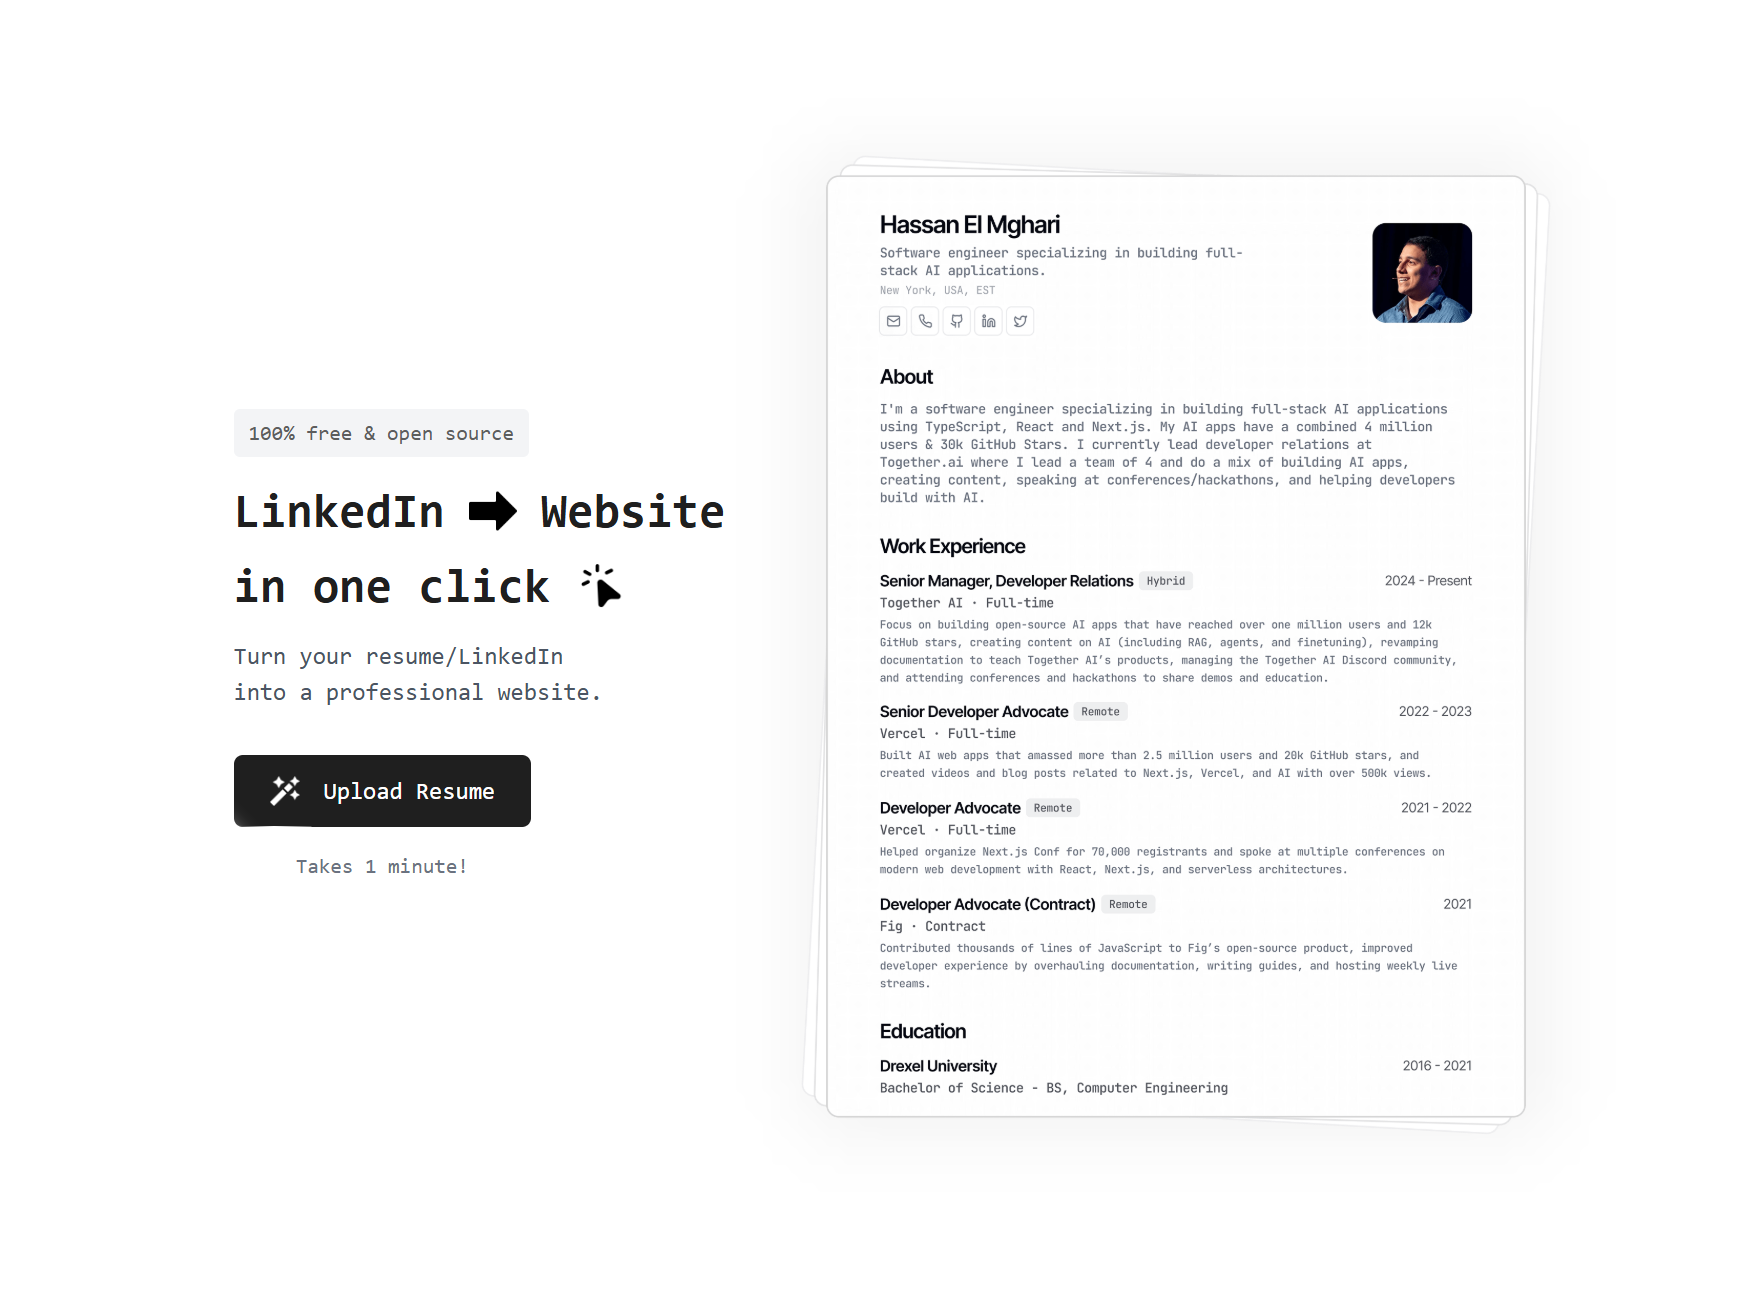 100% free & open source
LinkedIn ➡ Website
in one click
Turn your resume/LinkedIn
into a professional website.
Upload Resume
Takes 1 minute!
Hassan El Mghari
Software engineer specializing in building full-
stack AI applications.
New York, USA, EST
About
I'm a software engineer specializing in building full-stack AI applications
using TypeScript, React and Next.js. My AI apps have a combined 4 million
users & 30k GitHub Stars. I currently lead developer relations at
Together.ai where I lead a team of 4 and do a mix of building AI apps,
creating content, speaking at conferences/hackathons, and helping developers
build with AI.
Work Experience
Senior Manager, Developer Relations Hybrid 2024 - Present
Together AI · Full-time
Focus on building open-source AI apps that have reached over one million users and 12k
GitHub stars, creating content on AI (including RAG, agents, and finetuning), revamping
documentation to teach Together AI’s products, managing the Together AI Discord community,
and attending conferences and hackathons to share demos and education.
Senior Developer Advocate Remote 2022 - 2023
Vercel · Full-time
Built AI web apps that amassed more than 2.5 million users and 20k GitHub stars, and
created videos and blog posts related to Next.js, Vercel, and AI with over 500k views.
Developer Advocate Remote 2021 - 2022
Vercel · Full-time
Helped organize Next.js Conf for 70,000 registrants and spoke at multiple conferences on
modern web development with React, Next.js, and serverless architectures.
Developer Advocate (Contract) Remote 2021
Fig · Contract
Contributed thousands of lines of JavaScript to Fig’s open-source product, improved
developer experience by overhauling documentation, writing guides, and hosting weekly live
streams.
Education
Drexel University 2016 - 2021
Bachelor of Science - BS, Computer Engineering